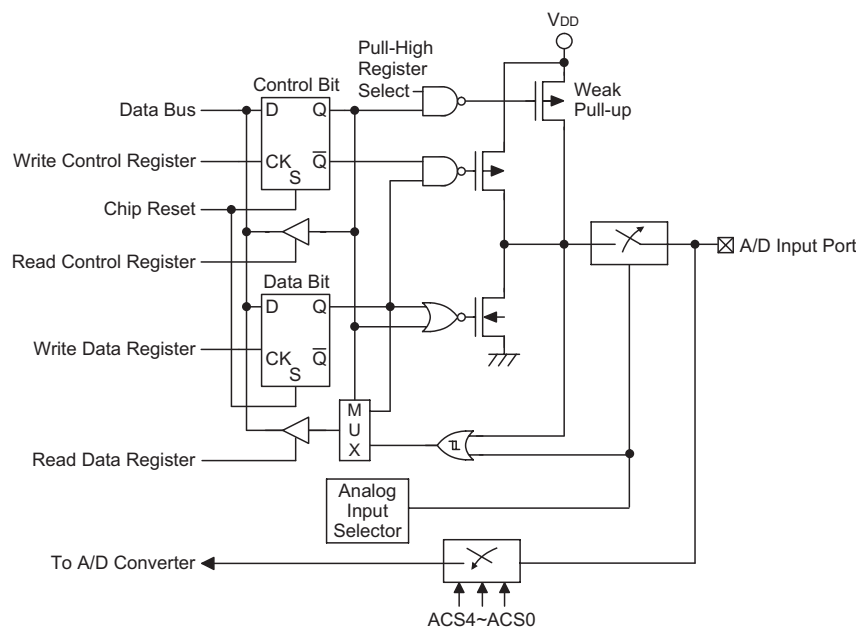 VDD
Pull-High
Register
Select
Weak
Pull-up
Control Bit
Data Bus
D
Q
Write Control Register
CK
Q
S
Chip Reset
Read Control Register
Data Bit
D
Q
Write Data Register
CK
Q
S
M
U
X
Read Data Register
A/D Input Port
Analog
Input
Selector
To A/D Converter
ACS4~ACS0